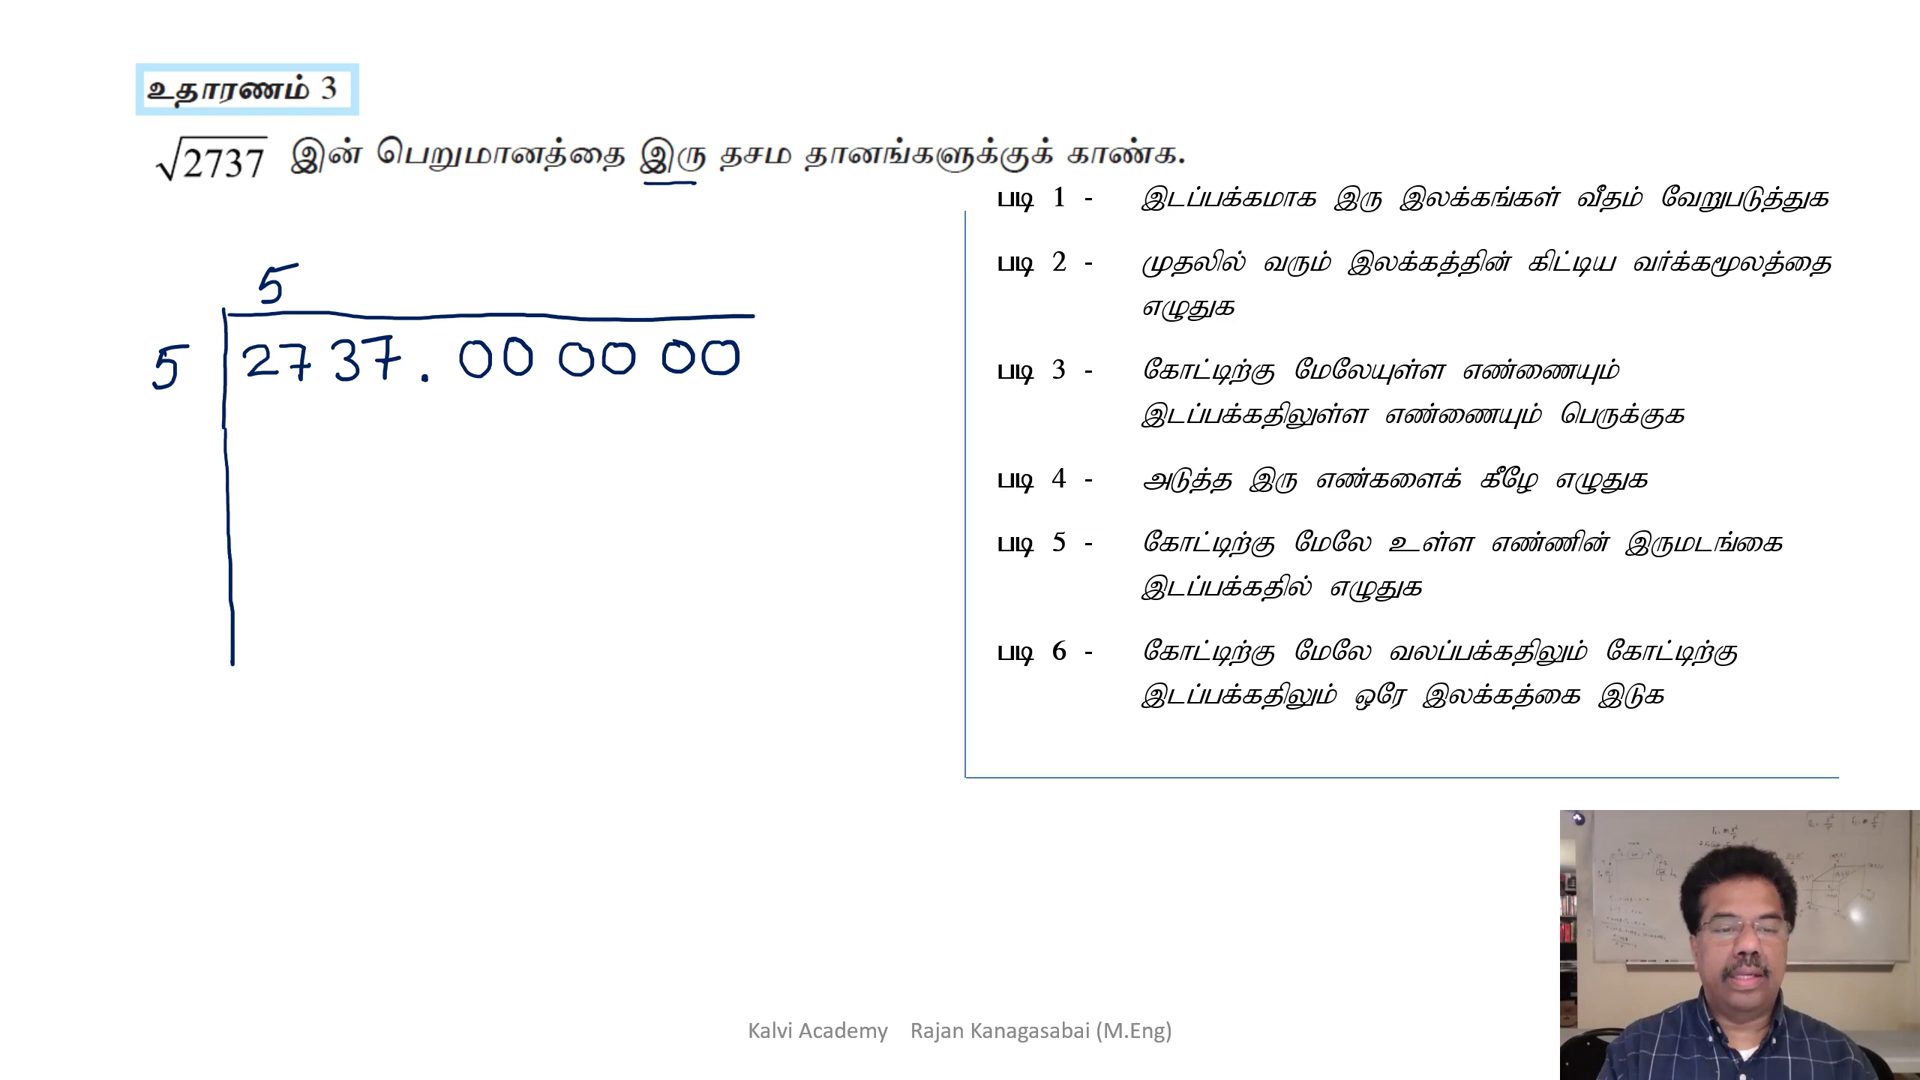 உதாரணம் 3
√2737 இன் பெறுமானத்தை இரு தசம தானங்களுக்குக் காண்க.
5
5 2737.00 00 00
படி 1 - இடப்பக்கமாக இரு இலக்கங்கள் வீதம் வேறுபடுத்துக
படி 2 - முதலில் வரும் இலக்கத்தின் கிட்டிய வர்க்கமூலத்தை
எழுதுக
படி 3 - கோட்டிற்கு மேலேயுள்ள எண்ணையும்
இடப்பக்கதிலுள்ள எண்ணையும் பெருக்குக
படி 4 - அடுத்த இரு எண்களைக் கீழே எழுதுக
படி 5 - கோட்டிற்கு மேலே உள்ள எண்ணின் இருமடங்கை
இடப்பக்கதில் எழுதுக
படி 6 - கோட்டிற்கு மேலே வலப்பக்கதிலும் கோட்டிற்கு
இடப்பக்கதிலும் ஒரே இலக்கத்கை இடுக
Kalvi Academy Rajan Kanagasabai (M.Eng)